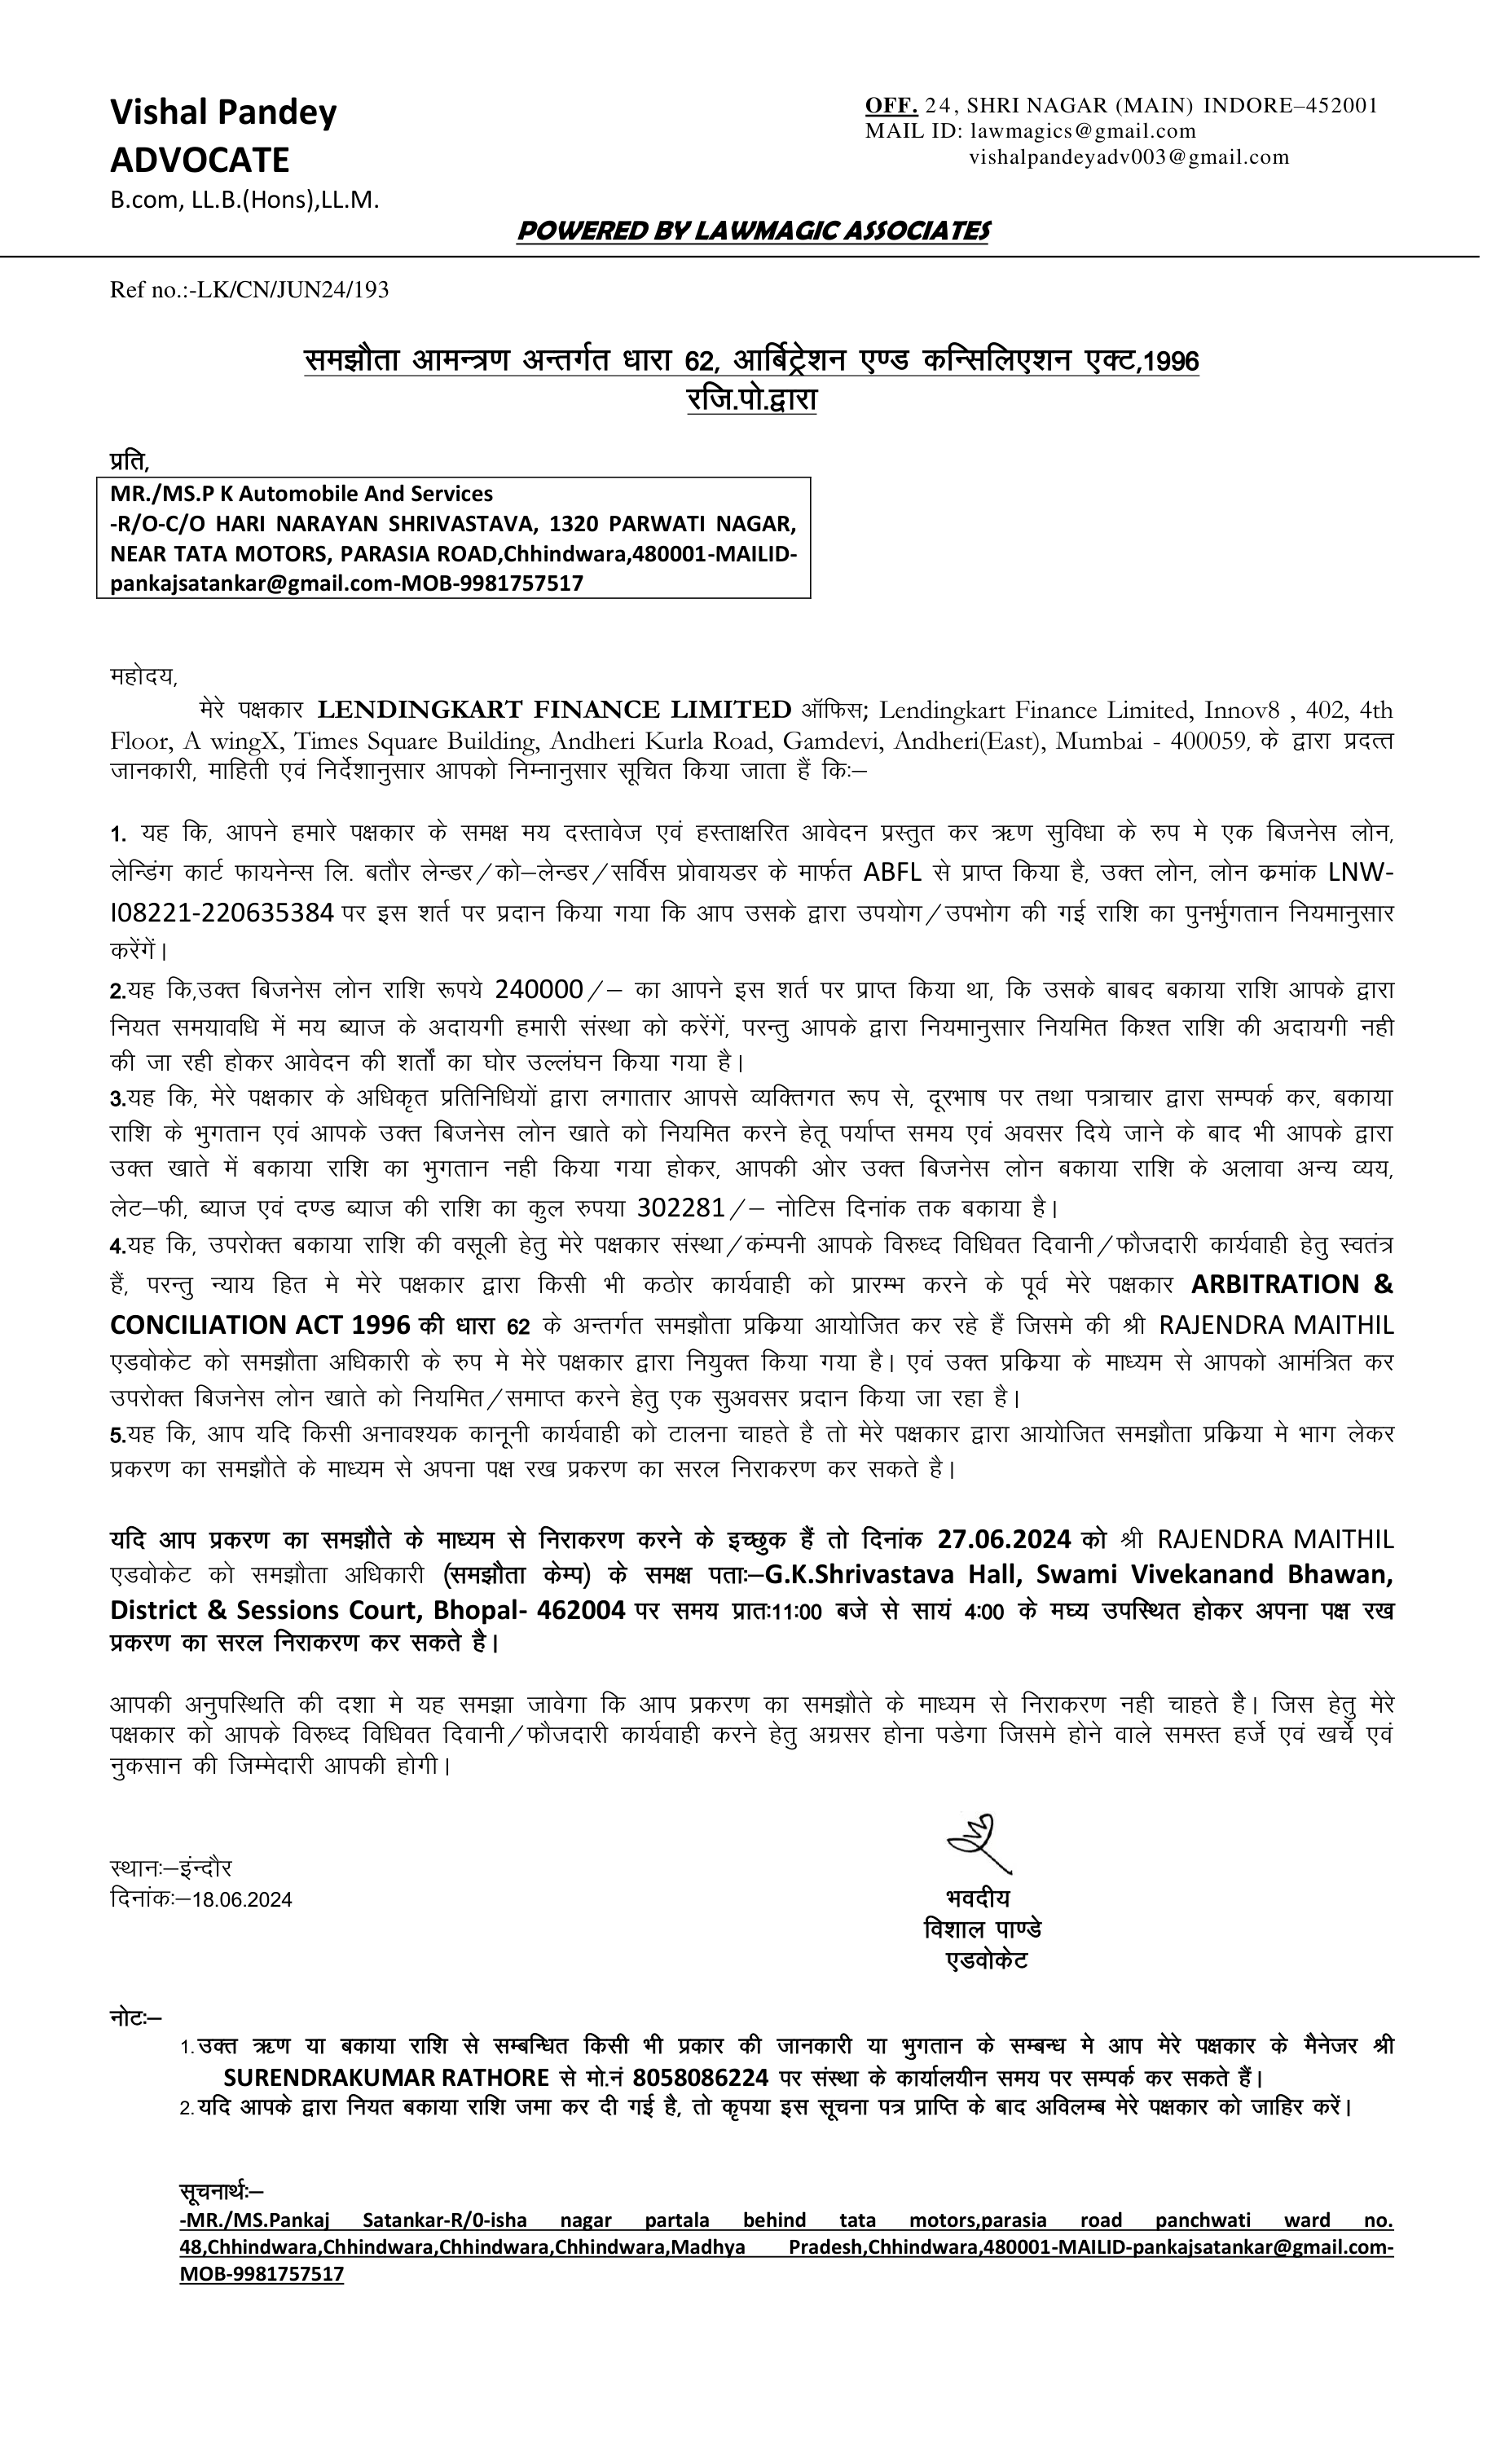 Vishal Pandey
ADVOCATE
B.com, LL.B.(Hons),LL.M.
OFF. 24, SHRI NAGAR (MAIN) INDORE–452001
MAIL ID: lawmagics@gmail.com
vishalpandeyadv003@gmail.com
POWERED BY LAWMAGIC ASSOCIATES
Ref no.:-LK/CN/JUN24/193
समझौता आमन्त्रण अन्तर्गत धारा 62, आर्बिट्रेशन एण्ड कन्सिलिएशन एक्ट,1996
रजि.पो.द्वारा
प्रति,
MR./MS.P K Automobile And Services
-R/O-C/O HARI NARAYAN SHRIVASTAVA, 1320 PARWATI NAGAR,
NEAR TATA MOTORS, PARASIA ROAD,Chhindwara,480001-MAILID-
pankajsatankar@gmail.com-MOB-9981757517
महोदय,
मेरे पक्षकार LENDINGKART FINANCE LIMITED ऑफिस; Lendingkart Finance Limited, Innov8 , 402, 4th
Floor, A wingX, Times Square Building, Andheri Kurla Road, Gamdevi, Andheri(East), Mumbai - 400059, के द्वारा प्रदत्त
जानकारी, माहिती एवं निर्देशानुसार आपको निम्नानुसार सूचित किया जाता हैं किः–
1. यह कि, आपने हमारे पक्षकार के समक्ष मय दस्तावेज एवं हस्ताक्षरित आवेदन प्रस्तुत कर ऋण सुविधा के रुप मे एक बिजनेस लोन,
लेन्डिंग कार्ट फायनेन्स लि. बतौर लेन्डर/को–लेन्डर/सर्विस प्रोवायडर के मार्फत ABFL से प्राप्त किया है, उक्त लोन, लोन क्रमांक LNW-
I08221-220635384 पर इस शर्त पर प्रदान किया गया कि आप उसके द्वारा उपयोग/उपभोग की गई राशि का पुनर्भुगतान नियमानुसार
करेंगें।
2.यह कि,उक्त बिजनेस लोन राशि रूपये 240000/– का आपने इस शर्त पर प्राप्त किया था, कि उसके बाबद बकाया राशि आपके द्वारा
नियत समयावधि में मय ब्याज के अदायगी हमारी संस्था को करेंगें, परन्तु आपके द्वारा नियमानुसार नियमित किश्त राशि की अदायगी नही
की जा रही होकर आवेदन की शर्तों का घोर उल्लंघन किया गया है।
3.यह कि, मेरे पक्षकार के अधिकृत प्रतिनिधियों द्वारा लगातार आपसे व्यक्तिगत रूप से, दूरभाष पर तथा पत्राचार द्वारा सम्पर्क कर, बकाया
राशि के भुगतान एवं आपके उक्त बिजनेस लोन खाते को नियमित करने हेतू पर्याप्त समय एवं अवसर दिये जाने के बाद भी आपके द्वारा
उक्त खाते में बकाया राशि का भुगतान नही किया गया होकर, आपकी ओर उक्त बिजनेस लोन बकाया राशि के अलावा अन्य व्यय,
लेट–फी, ब्याज एवं दण्ड ब्याज की राशि का कुल रुपया 302281/– नोटिस दिनांक तक बकाया है।
4.यह कि, उपरोक्त बकाया राशि की वसूली हेतु मेरे पक्षकार संस्था/कंम्पनी आपके विरुध्द विधिवत दिवानी/फौजदारी कार्यवाही हेतु स्वतंत्र
हैं, परन्तु न्याय हित मे मेरे पक्षकार द्वारा किसी भी कठोर कार्यवाही को प्रारम्भ करने के पूर्व मेरे पक्षकार ARBITRATION &
CONCILIATION ACT 1996 की धारा 62 के अन्तर्गत समझौता प्रक्रिया आयोजित कर रहे हैं जिसमे की श्री RAJENDRA MAITHIL
एडवोकेट को समझौता अधिकारी के रुप मे मेरे पक्षकार द्वारा नियुक्त किया गया है। एवं उक्त प्रक्रिया के माध्यम से आपको आमंत्रित कर
उपरोक्त बिजनेस लोन खाते को नियमित/समाप्त करने हेतु एक सुअवसर प्रदान किया जा रहा है।
5.यह कि, आप यदि किसी अनावश्यक कानूनी कार्यवाही को टालना चाहते है तो मेरे पक्षकार द्वारा आयोजित समझौता प्रक्रिया मे भाग लेकर
प्रकरण का समझौते के माध्यम से अपना पक्ष रख प्रकरण का सरल निराकरण कर सकते है।
यदि आप प्रकरण का समझौते के माध्यम से निराकरण करने के इच्छुक हैं तो दिनांक 27.06.2024 को श्री RAJENDRA MAITHIL
एडवोकेट को समझौता अधिकारी (समझौता केम्प) के समक्ष पताः–G.K.Shrivastava Hall, Swami Vivekanand Bhawan,
District & Sessions Court, Bhopal- 462004 पर समय प्रातः11:00 बजे से सायं 4:00 के मघ्य उपस्थित होकर अपना पक्ष रख
प्रकरण का सरल निराकरण कर सकते है।
आपकी अनुपस्थिति की दशा मे यह समझा जावेगा कि आप प्रकरण का समझौते के माध्यम से निराकरण नही चाहते है। जिस हेतु मेरे
पक्षकार को आपके विरुध्द विधिवत दिवानी/फौजदारी कार्यवाही करने हेतु अग्रसर होना पडेगा जिसमे होने वाले समस्त हर्जे एवं खर्चे एवं
नुकसान की जिम्मेदारी आपकी होगी।
स्थानः–इंन्दौर
दिनांकः–18.06.2024
भवदीय
विशाल पाण्डे
एडवोकेट
नोटः–
1.उक्त ऋण या बकाया राशि से सम्बन्धित किसी भी प्रकार की जानकारी या भुगतान के सम्बन्ध मे आप मेरे पक्षकार के मैनेजर श्री
SURENDRAKUMAR RATHORE से मो.नं 8058086224 पर संस्था के कार्यालयीन समय पर सम्पर्क कर सकते हैं।
2.यदि आपके द्वारा नियत बकाया राशि जमा कर दी गई है, तो कृपया इस सूचना पत्र प्राप्ति के बाद अविलम्ब मेरे पक्षकार को जाहिर करें।
सूचनार्थः–
-MR./MS.Pankaj Satankar-R/0-isha nagar partala behind tata motors,parasia road panchwati ward no.
48,Chhindwara,Chhindwara,Chhindwara,Chhindwara,Madhya Pradesh,Chhindwara,480001-MAILID-pankajsatankar@gmail.com-
MOB-9981757517